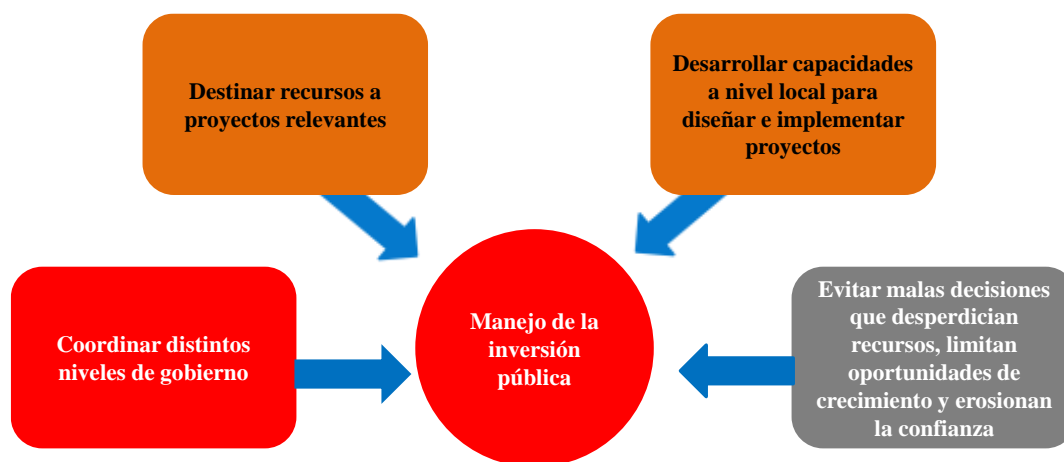 Destinar recursos a
proyectos relevantes
Desarrollar capacidades
a nivel local para
diseñar e implementar
proyectos
Coordinar distintos
niveles de gobierno
Manejo de la
inversión
pública
Evitar malas decisiones
que desperdician
recursos, limitan
oportunidades de
crecimiento y erosionan
la confianza